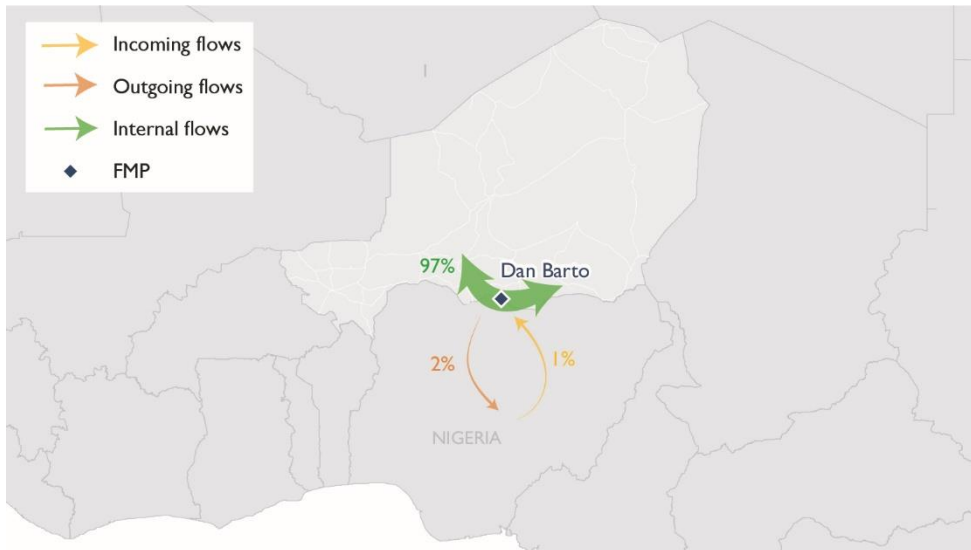 Incoming flows
Outgoing flows
Internal flows
FMP
97%
Dan Barto
2%
1%
NIGERIA